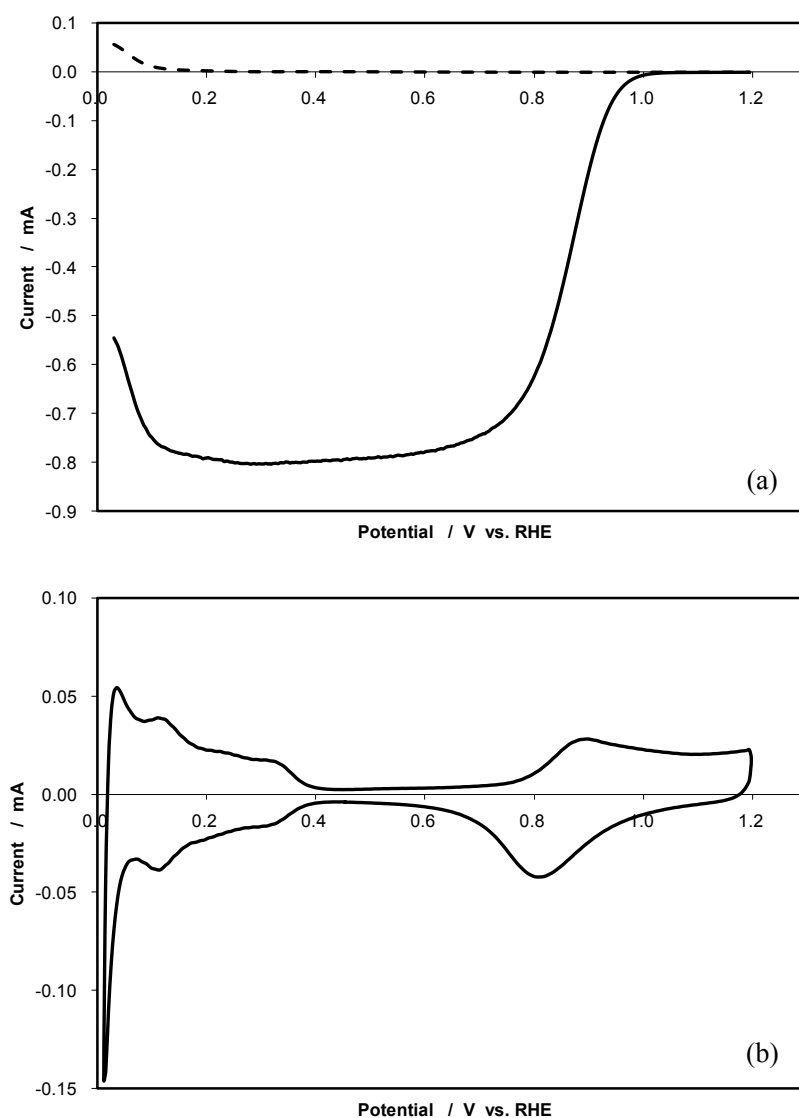 0.1
0.0
0.0 0.2 0.4 0.6 0.8 1.0 1.2
-0.1
-0.2
-0.3
-0.4
-0.5
-0.6
-0.7
-0.8
-0.9
Current / mA
(a)
Potential / V vs. RHE
0.10
0.05
0.00
0.0 0.2 0.4 0.6 0.8 1.0 1.2
-0.05
-0.10
-0.15
Current / mA
(b)
Potential / V vs. RHE